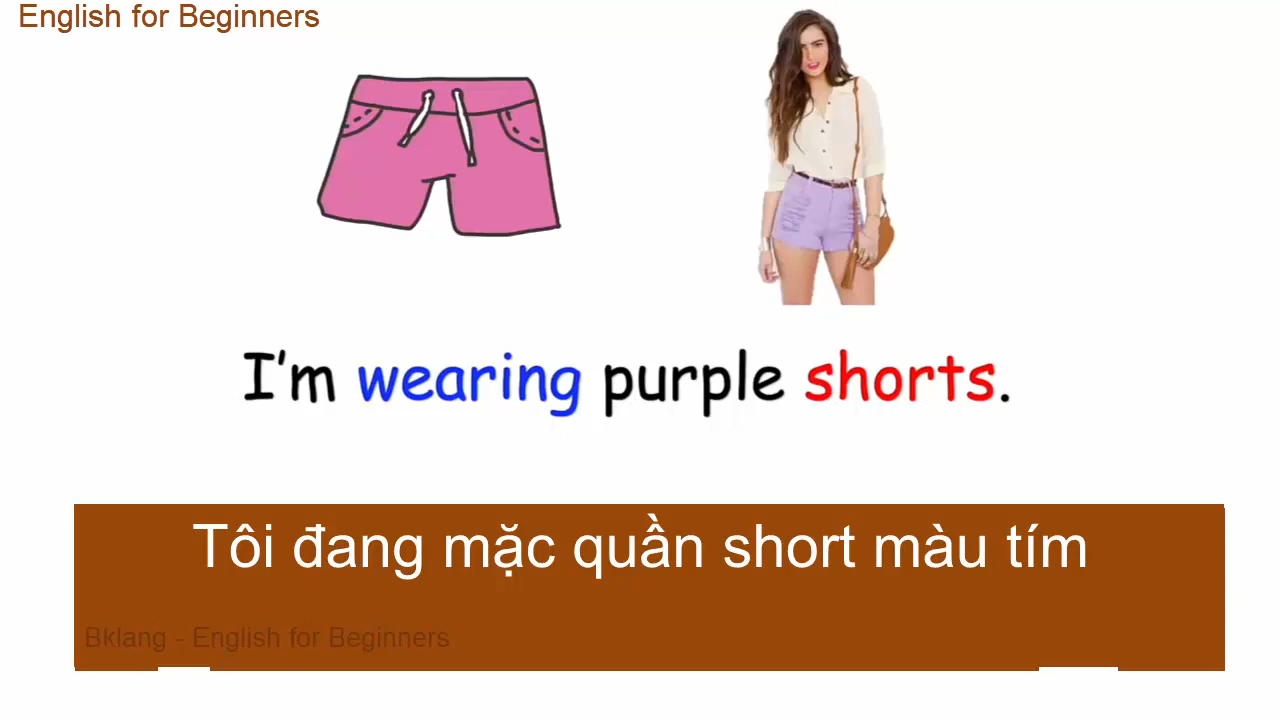 English for Beginners
I'm wearing purple shorts.
Tôi đang mặc quần short màu tím
Bklang - English for Beginners